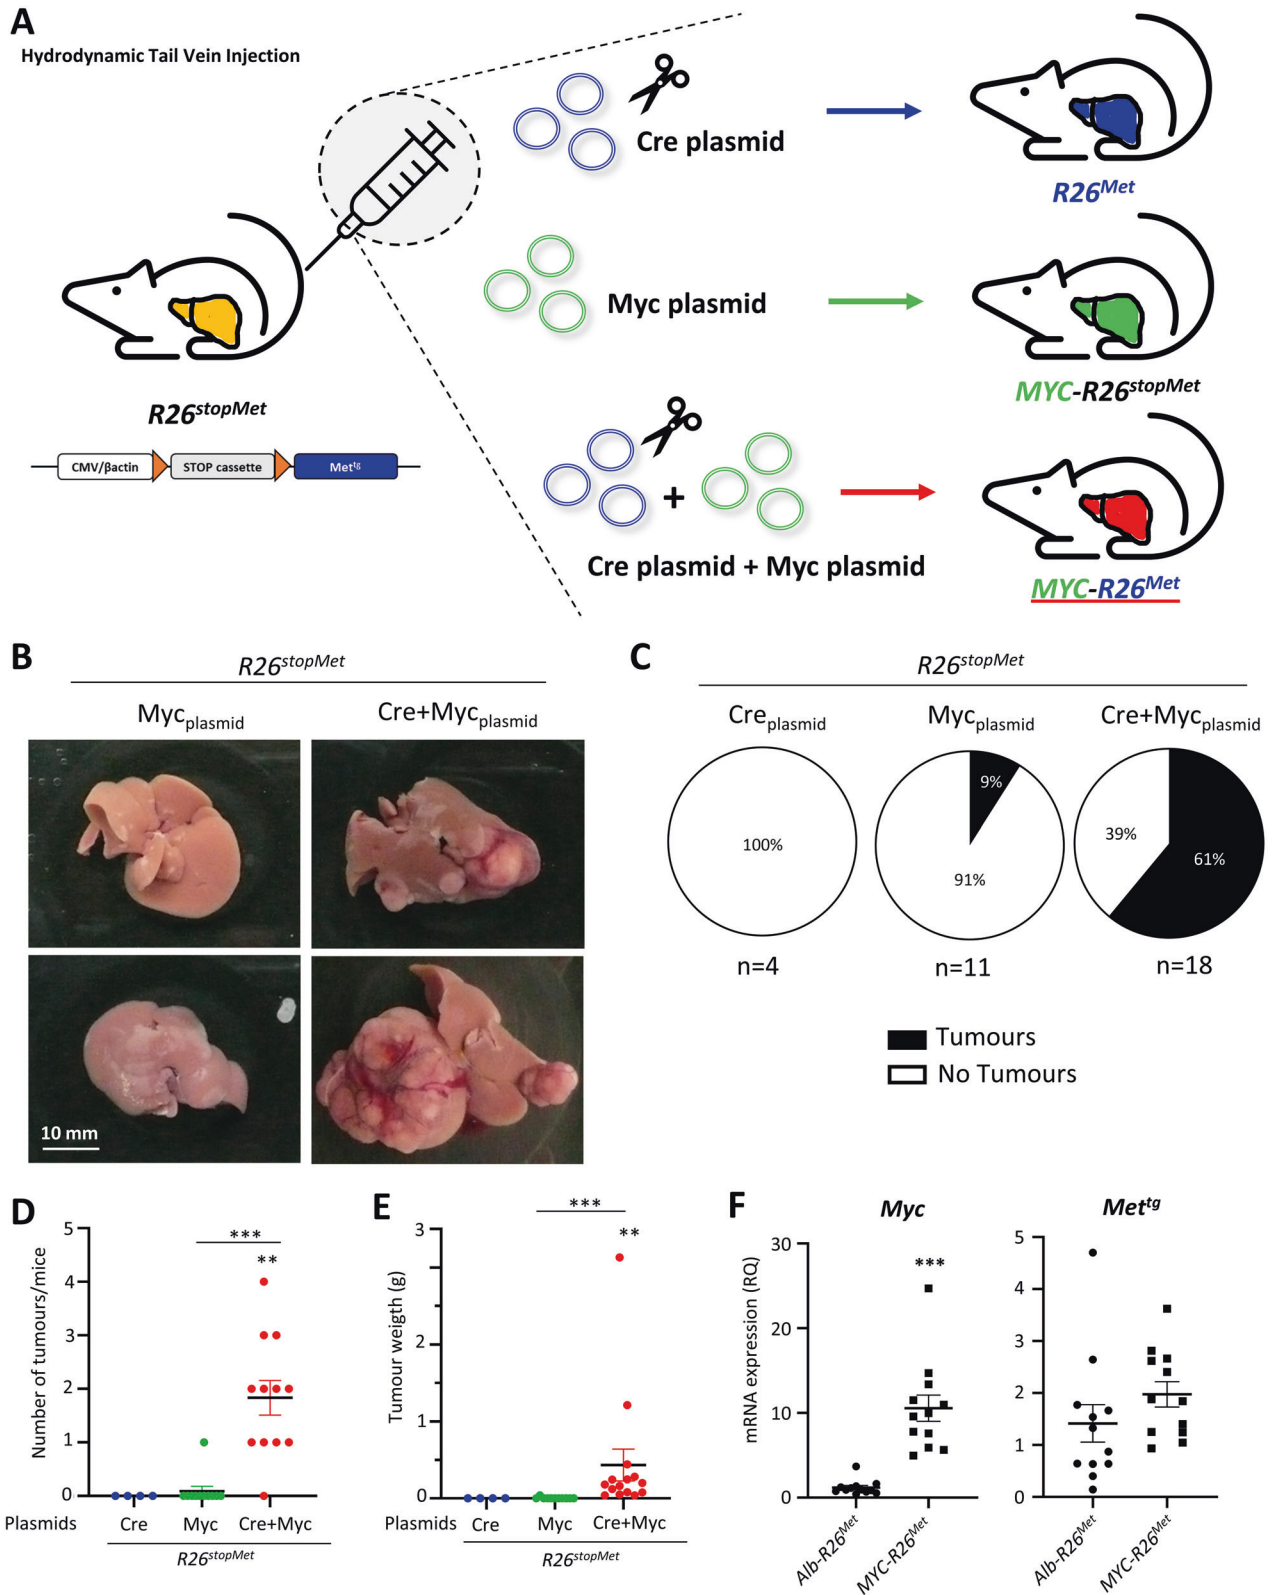 A
Hydrodynamic Tail Vein Injection
Cre plasmid
R26Met
Myc plasmid
R26stopMet
MYC-R26stopMet
CMV/βactin
STOP cassette
Mettg
+
Cre plasmid + Myc plasmid
MYC-R26Met
B
R26stopMet
Mycplasmid
Cre+Mycplasmid
10 mm
C
R26stopMet
Creplasmid
Mycplasmid
Cre+Mycplasmid
100%
9%
91%
39%
61%
n=4
n=11
n=18
Tumours
No Tumours
D
Number of tumours/mice
5
4
3
2
1
0
***
**
Plasmids
Cre
Myc
Cre+Myc
R26stopMet
E
Tumour weigth (g)
3
2
1
0
***
**
Plasmids
Cre
Myc
Cre+Myc
R26stopMet
F
Myc
mRNA expression (RQ)
30
20
10
0
***
Alb-R26Met
MYC-R26Met
Mettg
5
4
3
2
1
0
Alb-R26Met
MYC-R26Met